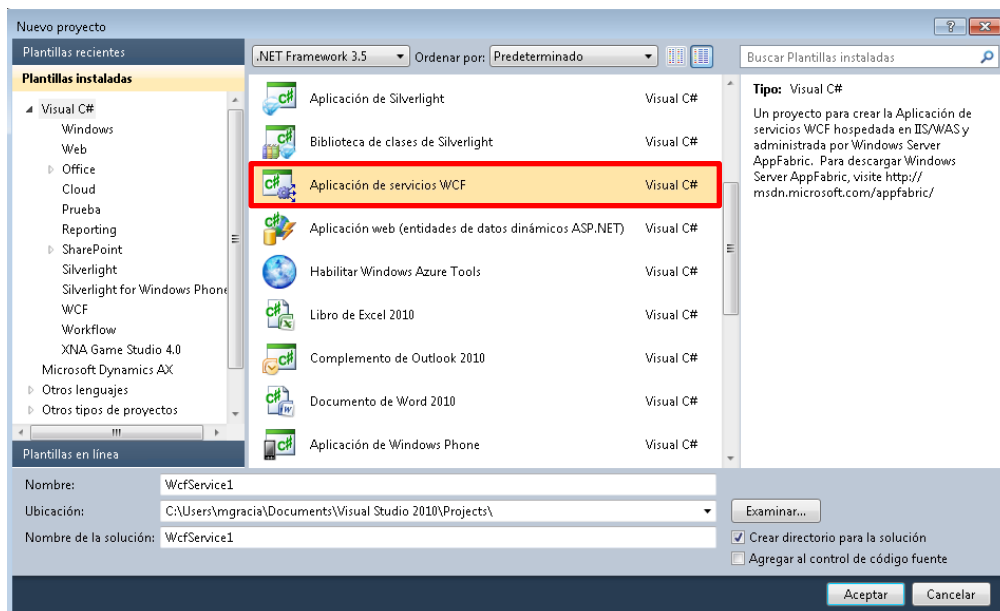 Nuevo proyecto
Plantillas recientes
.NET Framework 3.5
Ordenar por: Predeterminado
Buscar Plantillas instaladas
Plantillas instaladas
Visual C#
Windows
Web
Office
Cloud
Prueba
Reporting
SharePoint
Silverlight
Silverlight for Windows Phone
WCF
Workflow
XNA Game Studio 4.0
Microsoft Dynamics AX
Otros lenguajes
Otros tipos de proyectos
Plantillas en línea
Aplicación de Silverlight Visual C#
Biblioteca de clases de Silverlight Visual C#
Aplicación de servicios WCF Visual C#
Aplicación web (entidades de datos dinámicos ASP.NET) Visual C#
Habilitar Windows Azure Tools Visual C#
Libro de Excel 2010 Visual C#
Complemento de Outlook 2010 Visual C#
Documento de Word 2010 Visual C#
Aplicación de Windows Phone Visual C#
Tipo: Visual C#
Un proyecto para crear la Aplicación de
servicios WCF hospedada en IIS/WAS y
administrada por Windows Server
AppFabric. Para descargar Windows
Server AppFabric, visite http://
msdn.microsoft.com/appfabric/
Nombre: WcfService1
Ubicación: C:\Users\mgracia\Documents\Visual Studio 2010\Projects\
Examinar...
Nombre de la solución: WcfService1
Crear directorio para la solución
Agregar al control de código fuente
Aceptar
Cancelar